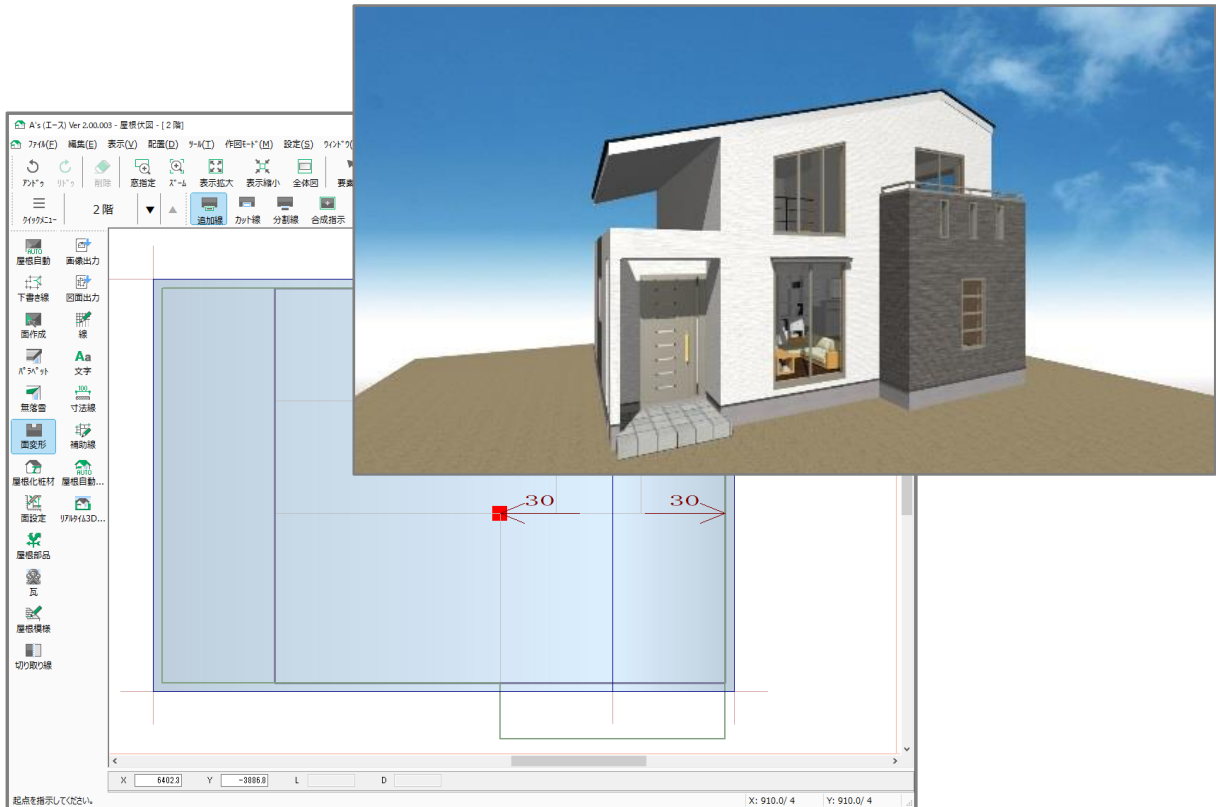 A's (エース) Ver 2.00.003 - 屋根伏図 - [ 2 階]
ファイル(F) 編集(E) 表示(V) 配置(D) ツール(T) 作図モード(M) 設定(S) ウィンドウ(
アンドゥ リドゥ 削除 窓指定 ズーム 表示拡大 表示縮小 全体図 要素
クイックメニュー 2 階 ▼ ▲ 追加線 カット線 分割線 合成指示
屋根自動 画像出力
下書き線 図面出力
面作成 線
パラペット 文字
無落雪 寸法線
面変形 補助線
屋根化粧材 屋根自動...
面設定 リアルタイム3D...
屋根部品
瓦
屋根模様
切り取り線
30 30
X 6402.3 Y -3886.8 L D
起点を指示してください。 X: 910.0/ 4 Y: 910.0/ 4